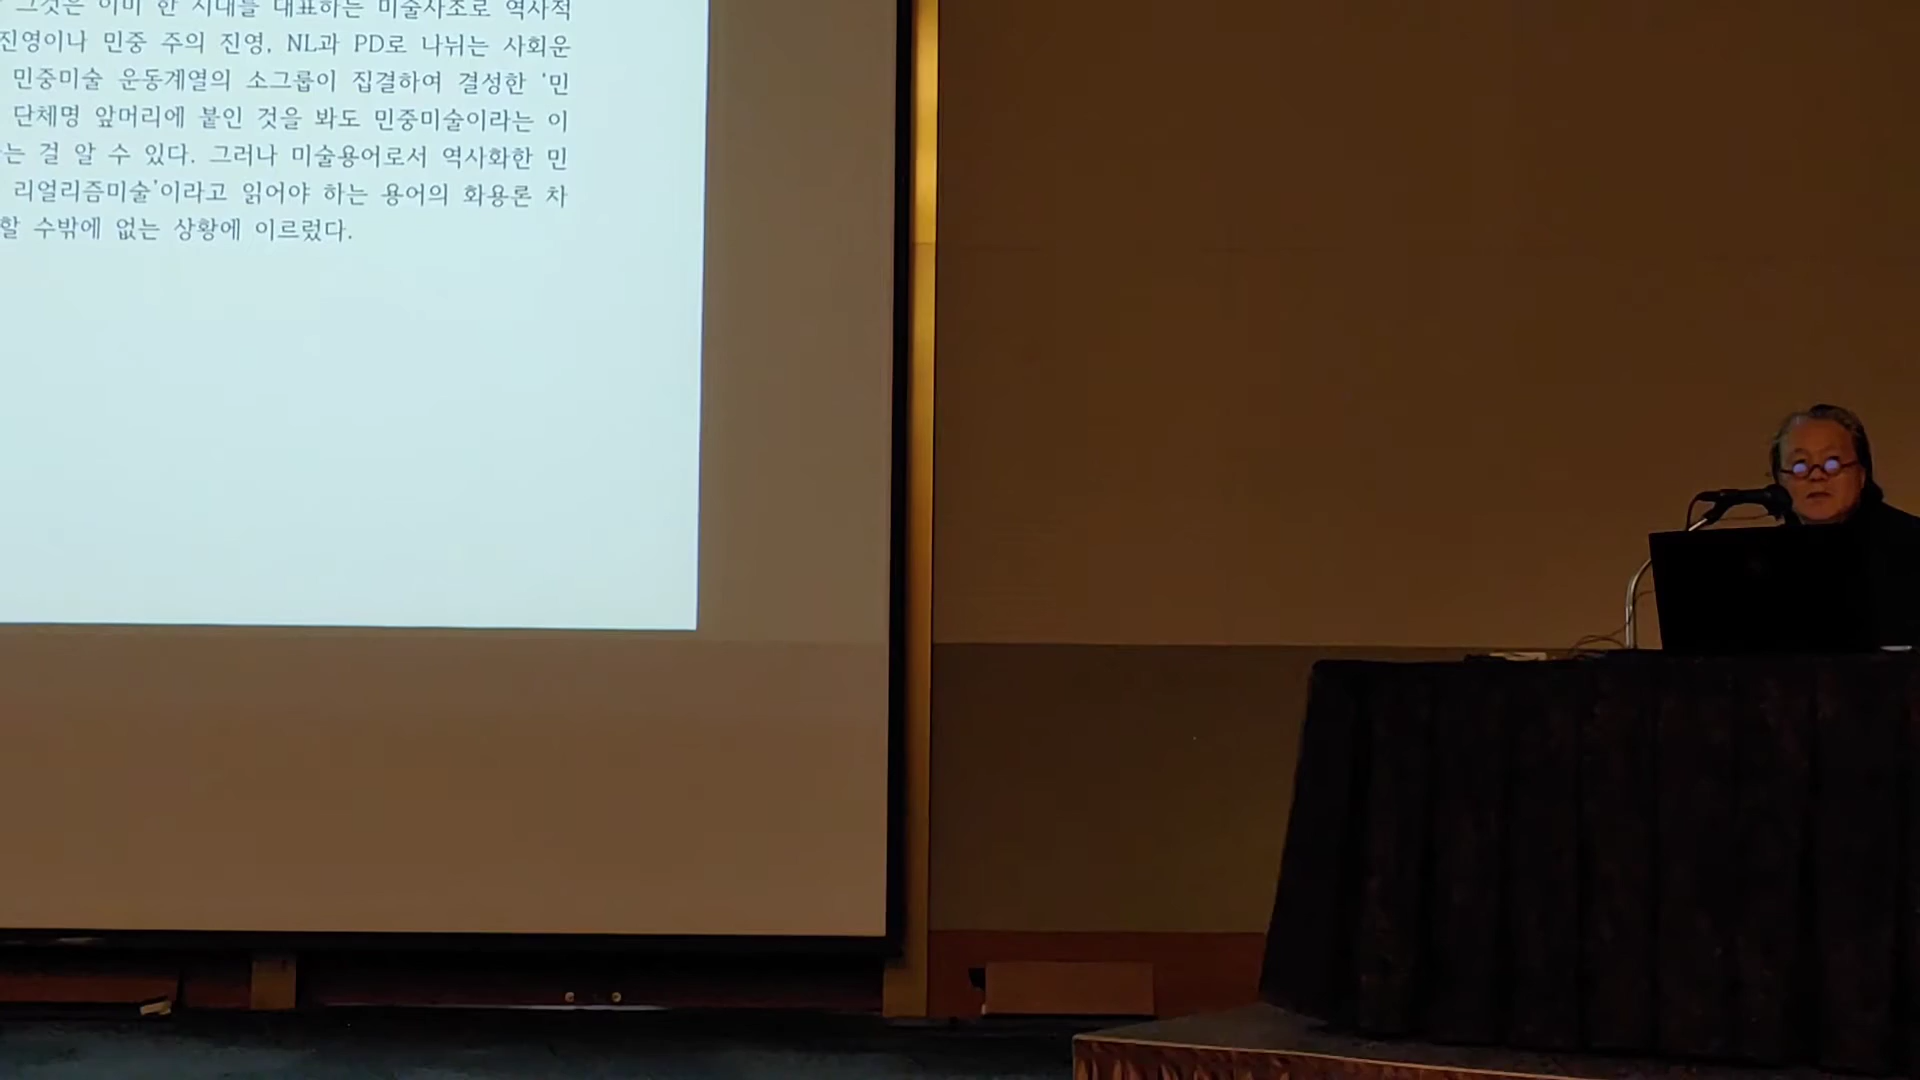 그것은 이미 한 시대를 대표하는 미술사조로 역사적
진영이나 민중 주의 진영, NL과 PD로 나뉘는 사회운
민중미술 운동계열의 소그룹이 집결하여 결성한 '민
단체명 앞머리에 붙인 것을 봐도 민중미술이라는 이
는 걸 알 수 있다. 그러나 미술용어로서 역사화한 민
리얼리즘미술'이라고 읽어야 하는 용어의 화용론 차
할 수밖에 없는 상황에 이르렀다.